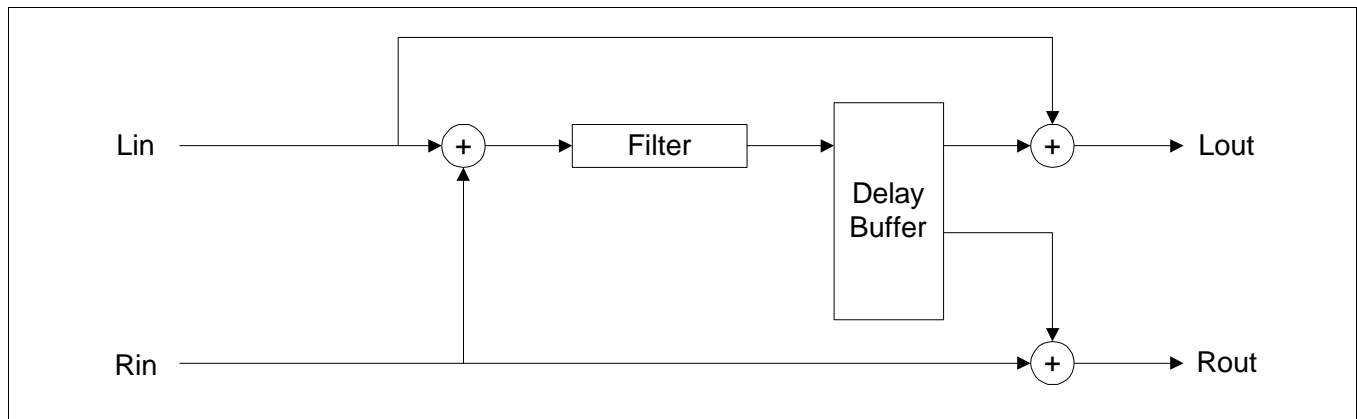 Lin
+
Filter
+
Lout
Delay
Buffer
Rin
+
Rout